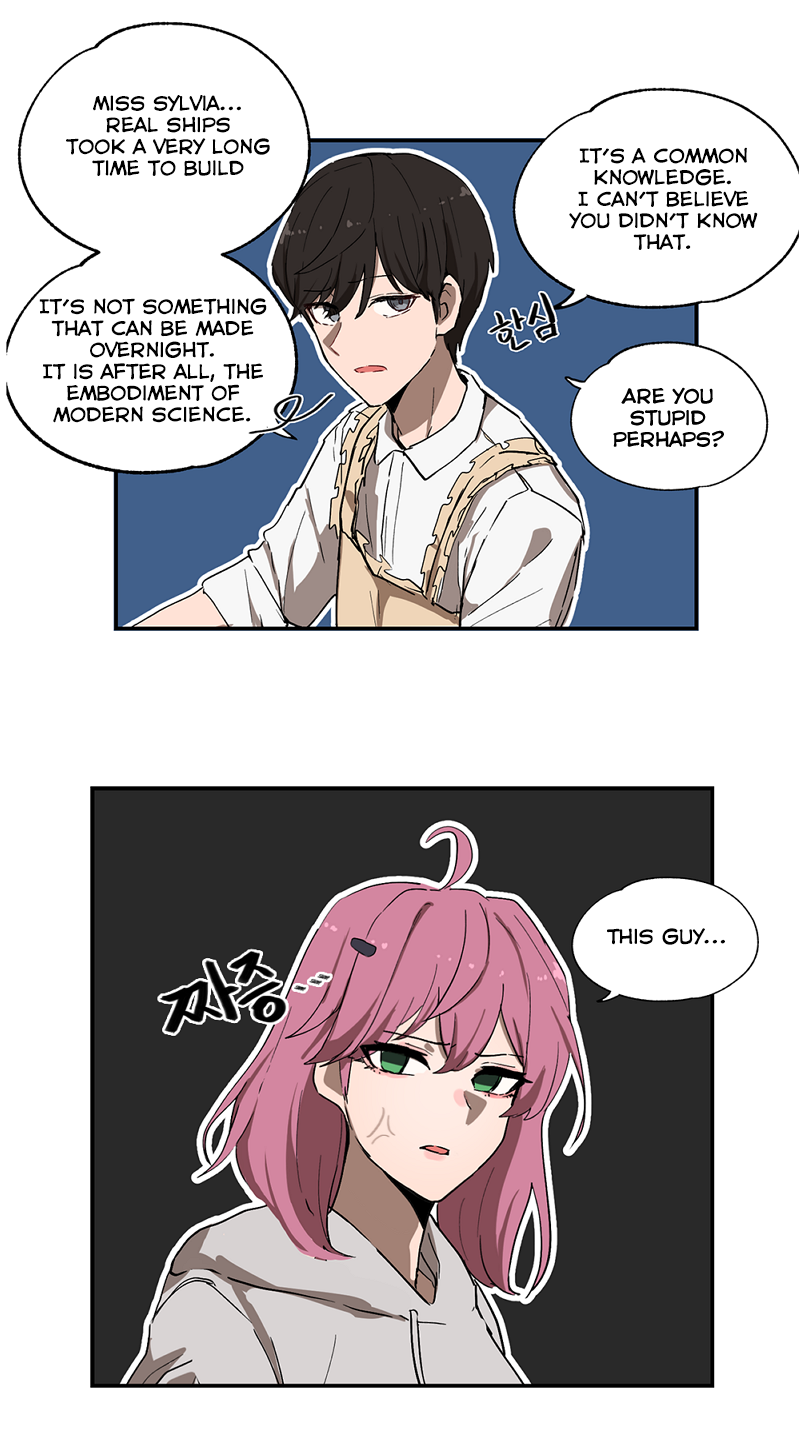 MISS SYLVIA...
REAL SHIPS
TOOK A VERY LONG
TIME TO BUILD
IT'S NOT SOMETHING
THAT CAN BE MADE
OVERNIGHT.
IT IS AFTER ALL, THE
EMBODIMENT OF
MODERN SCIENCE.
IT'S A COMMON
KNOWLEDGE.
I CAN'T BELIEVE
YOU DIDN'T KNOW
THAT.
한심
ARE YOU
STUPID
PERHAPS?
THIS GUY...
짜증...